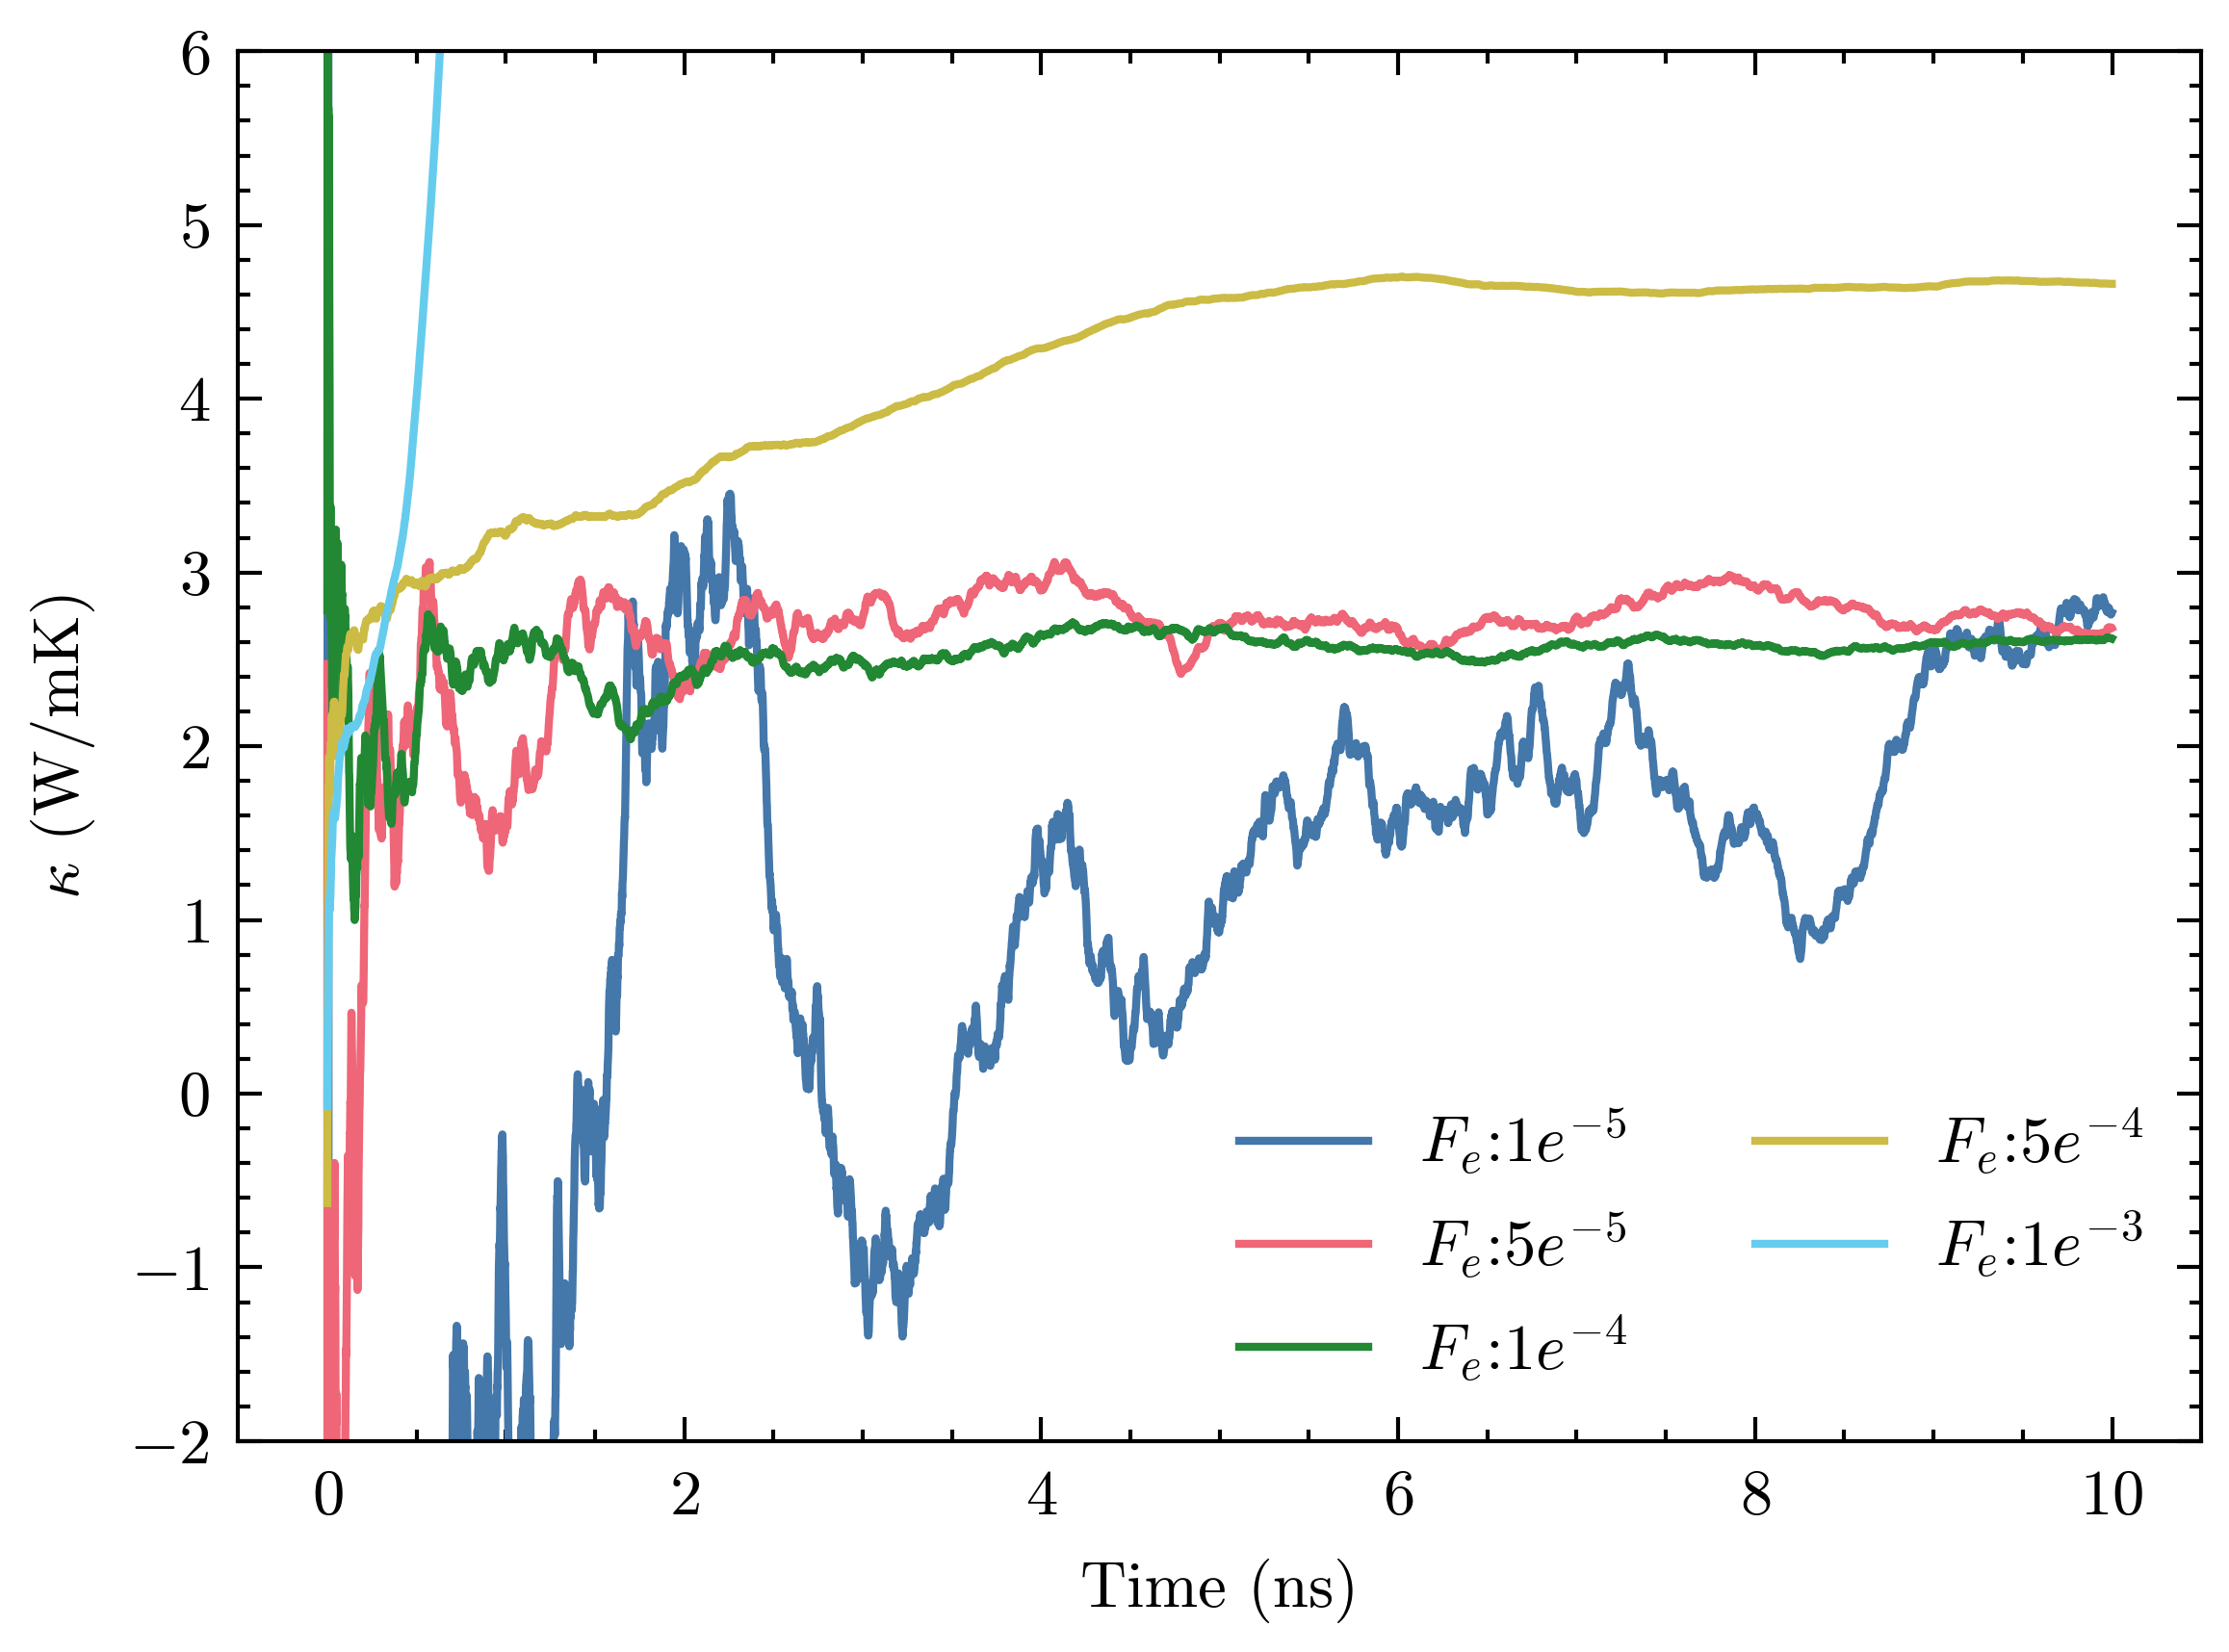 6
5
4
3
2
1
0
−1
−2
κ (W/mK)
0 2 4 6 8 10
Time (ns)
Fₑ:1e⁻⁵
Fₑ:5e⁻⁵
Fₑ:1e⁻⁴
Fₑ:5e⁻⁴
Fₑ:1e⁻³